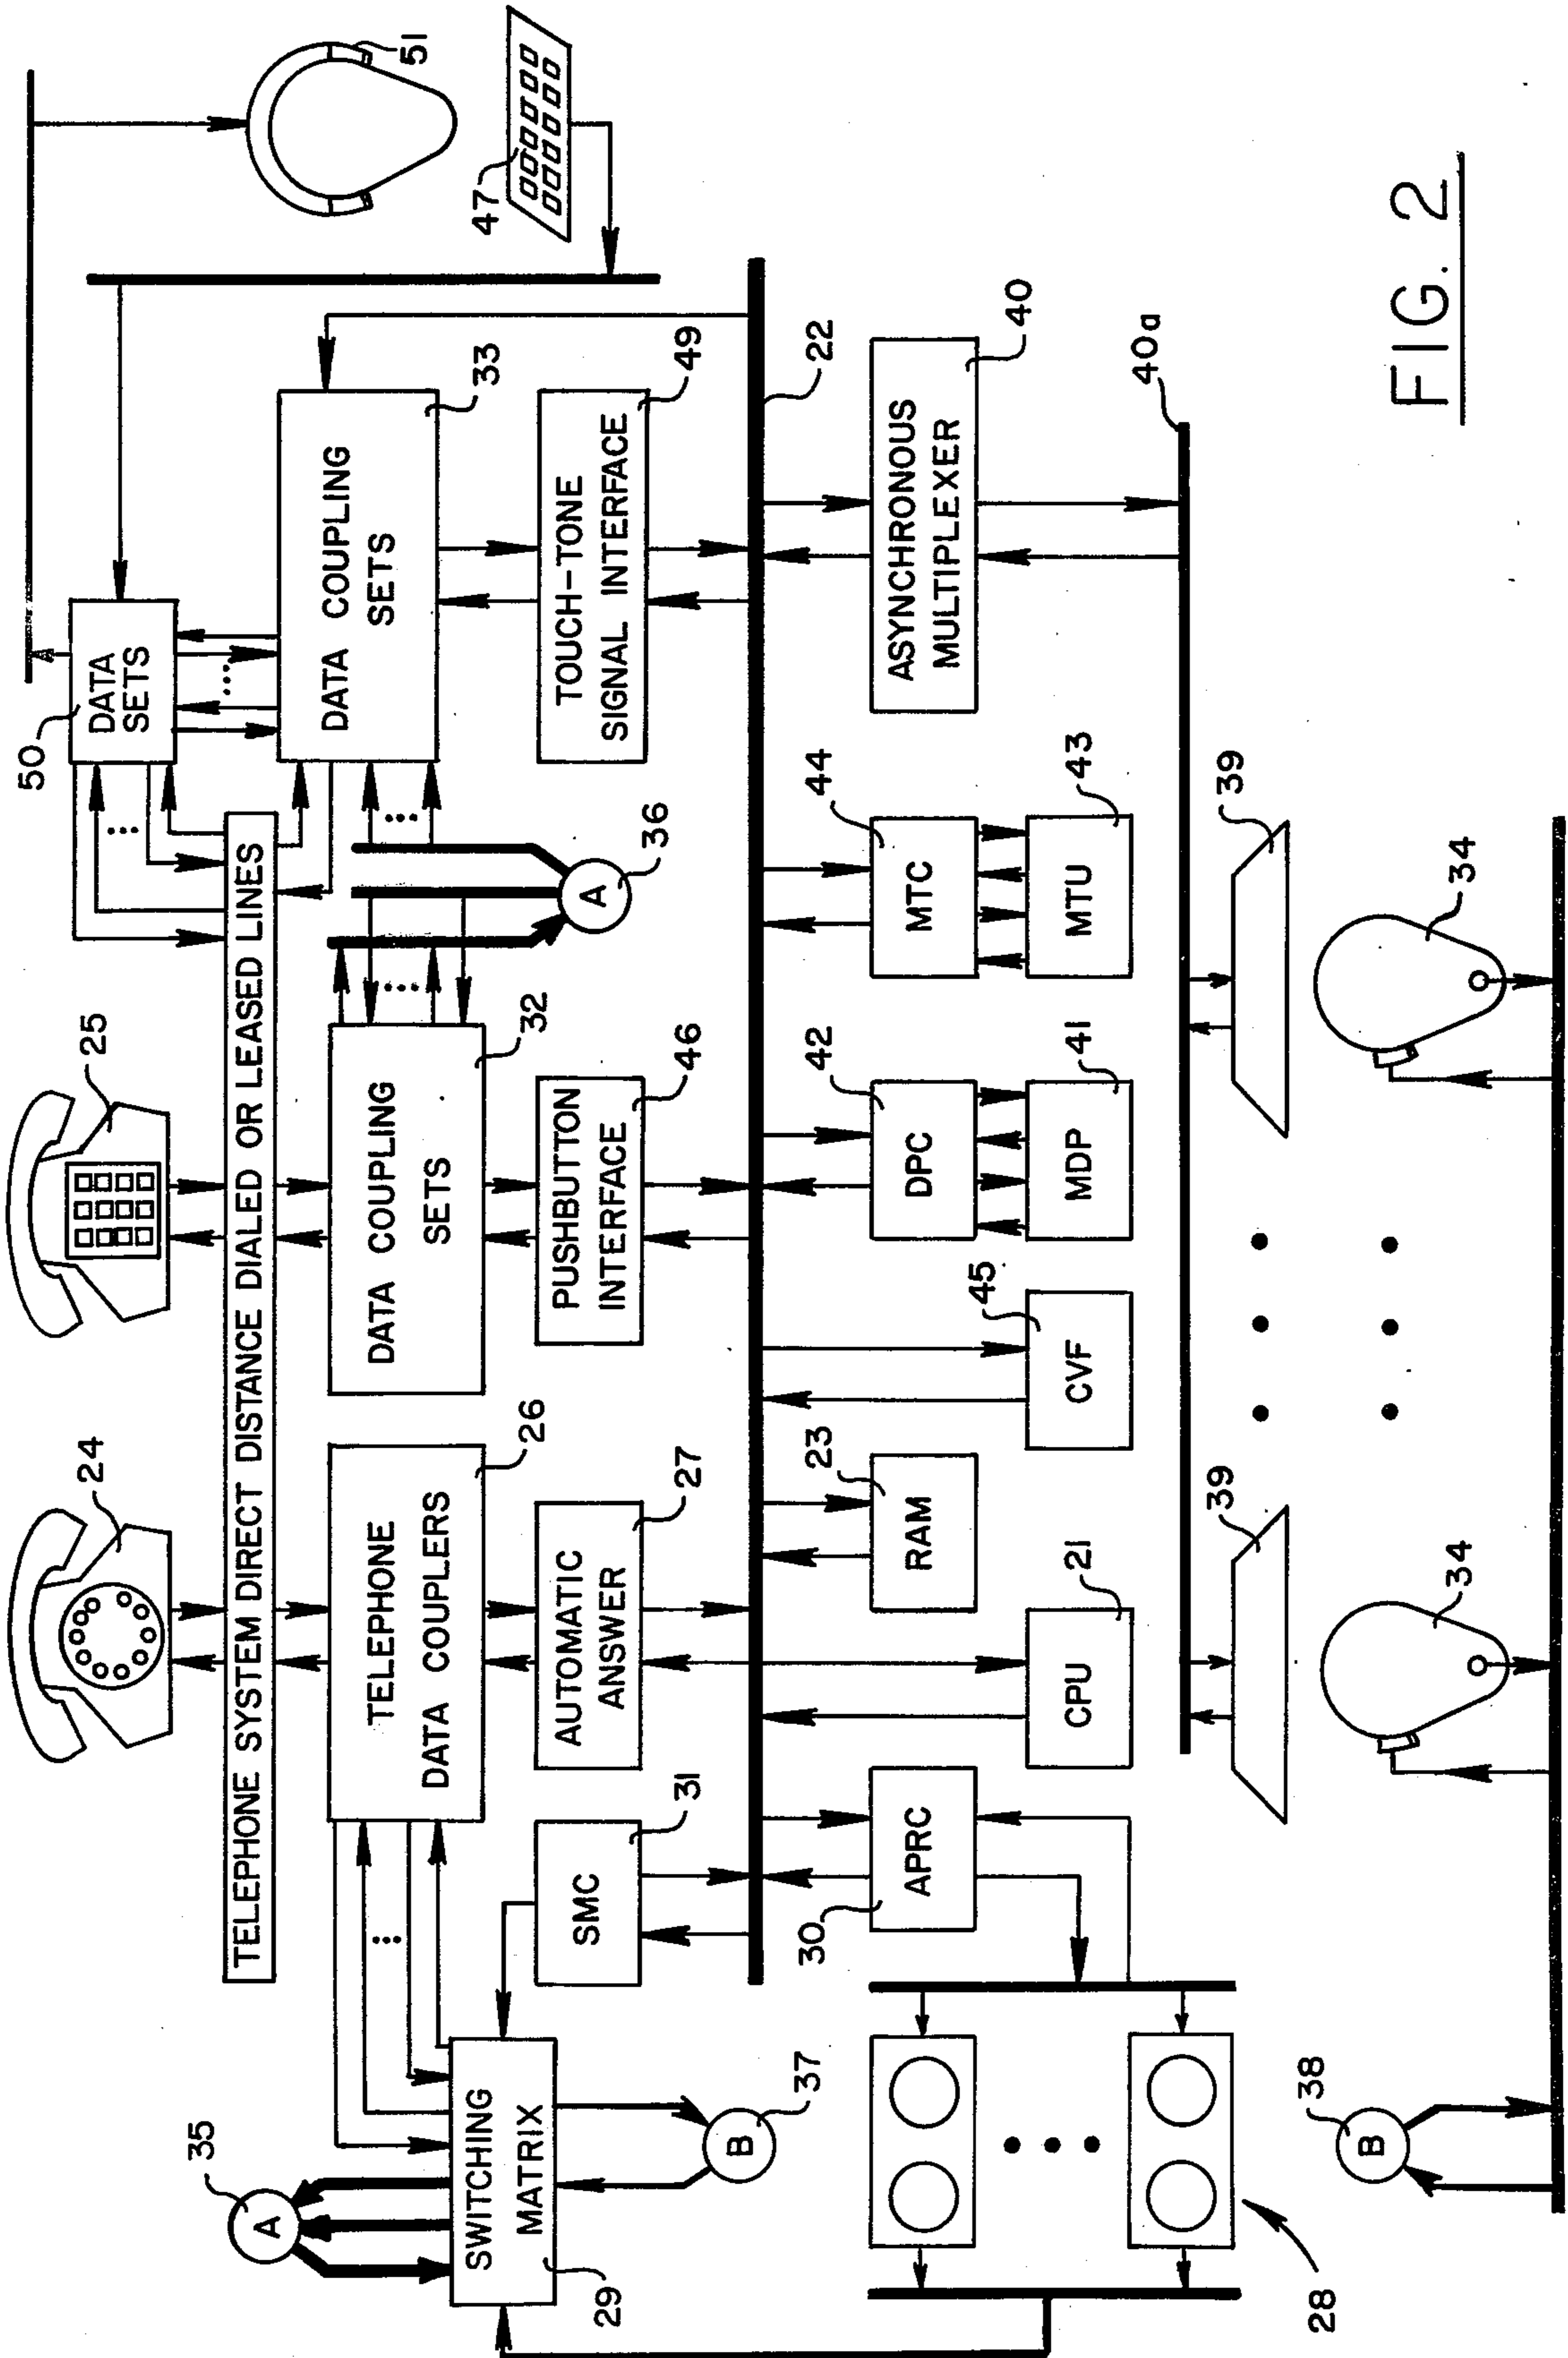 35
A
SWITCHING
MATRIX
29
B
37
24
25
TELEPHONE SYSTEM DIRECT DISTANCE DIALED OR LEASED LINES
50
DATA
SETS
51
47
TELEPHONE
DATA COUPLERS
26
DATA COUPLING
SETS
32
A
36
DATA COUPLING
SETS
33
SMC
31
AUTOMATIC
ANSWER
27
PUSHBUTTON
INTERFACE
46
TOUCH-TONE
SIGNAL INTERFACE
49
22
30
APRC
CPU
21
RAM
23
CVF
45
DPC
42
MDP
41
MTC
44
MTU
43
ASYNCHRONOUS
MULTIPLEXER
40
40a
28
39
39
B
38
34
34
FIG. 2